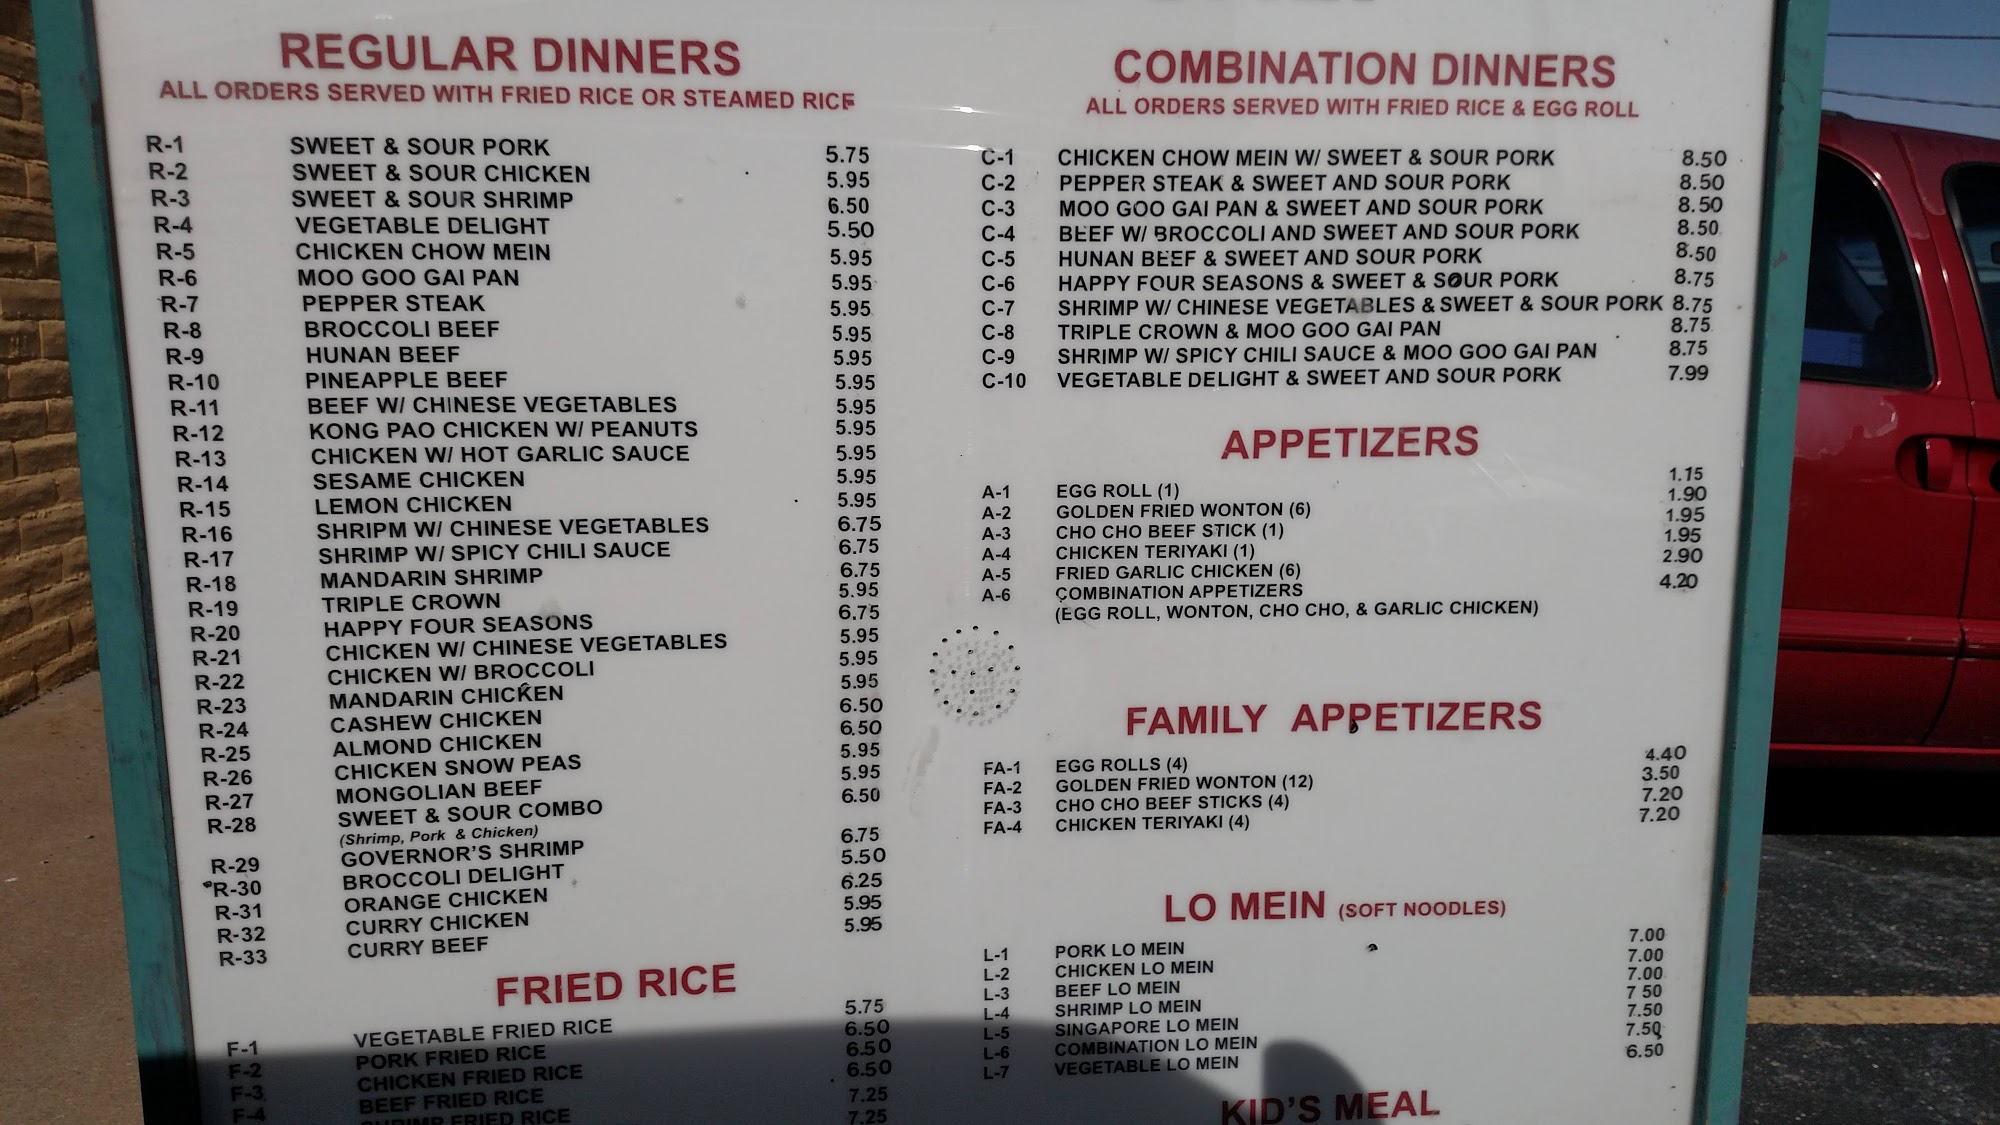 REGULAR DINNERS
ALL ORDERS SERVED WITH FRIED RICE OR STEAMED RICE
R-1 SWEET & SOUR PORK 5.75
R-2 SWEET & SOUR CHICKEN 5.95
R-3 SWEET & SOUR SHRIMP 6.50
R-4 VEGETABLE DELIGHT 5.50
R-5 CHICKEN CHOW MEIN 5.95
R-6 MOO GOO GAI PAN 5.95
R-7 PEPPER STEAK 5.95
R-8 BROCCOLI BEEF 5.95
R-9 HUNAN BEEF 5.95
R-10 PINEAPPLE BEEF 5.95
R-11 BEEF W/ CHINESE VEGETABLES 5.95
R-12 KONG PAO CHICKEN W/ PEANUTS 5.95
R-13 CHICKEN W/ HOT GARLIC SAUCE 5.95
R-14 SESAME CHICKEN 5.95
R-15 LEMON CHICKEN 5.95
R-16 SHRIPM W/ CHINESE VEGETABLES 6.75
R-17 SHRIMP W/ SPICY CHILI SAUCE 6.75
R-18 MANDARIN SHRIMP 6.75
R-19 TRIPLE CROWN 5.95
R-20 HAPPY FOUR SEASONS 6.75
R-21 CHICKEN W/ CHINESE VEGETABLES 5.95
R-22 CHICKEN W/ BROCCOLI 5.95
R-23 MANDARIN CHICKEN 5.95
R-24 CASHEW CHICKEN 6.50
R-25 ALMOND CHICKEN 6.50
R-26 CHICKEN SNOW PEAS 5.95
R-27 MONGOLIAN BEEF 5.95
R-28 SWEET & SOUR COMBO 6.50
(Shrimp, Pork & Chicken)
R-29 GOVERNOR'S SHRIMP 6.75
R-30 BROCCOLI DELIGHT 5.50
R-31 ORANGE CHICKEN 6.25
R-32 CURRY CHICKEN 5.95
R-33 CURRY BEEF 5.95
FRIED RICE
F-1 VEGETABLE FRIED RICE 5.75
F-2 PORK FRIED RICE 6.50
F-3 CHICKEN FRIED RICE 6.50
F-4 BEEF FRIED RICE 6.50
SHRIMP FRIED RICE 7.25
7.25
COMBINATION DINNERS
ALL ORDERS SERVED WITH FRIED RICE & EGG ROLL
C-1 CHICKEN CHOW MEIN W/ SWEET & SOUR PORK 8.50
C-2 PEPPER STEAK & SWEET AND SOUR PORK 8.50
C-3 MOO GOO GAI PAN & SWEET AND SOUR PORK 8.50
C-4 BEEF W/ BROCCOLI AND SWEET AND SOUR PORK 8.50
C-5 HUNAN BEEF & SWEET AND SOUR PORK 8.50
C-6 HAPPY FOUR SEASONS & SWEET & SOUR PORK 8.75
C-7 SHRIMP W/ CHINESE VEGETABLES & SWEET & SOUR PORK 8.75
C-8 TRIPLE CROWN & MOO GOO GAI PAN 8.75
C-9 SHRIMP W/ SPICY CHILI SAUCE & MOO GOO GAI PAN 8.75
C-10 VEGETABLE DELIGHT & SWEET AND SOUR PORK 7.99
APPETIZERS
A-1 EGG ROLL (1) 1.15
A-2 GOLDEN FRIED WONTON (6) 1.90
A-3 CHO CHO BEEF STICK (1) 1.95
A-4 CHICKEN TERIYAKI (1) 1.95
A-5 FRIED GARLIC CHICKEN (6) 2.90
A-6 COMBINATION APPETIZERS 4.20
(EGG ROLL, WONTON, CHO CHO, & GARLIC CHICKEN)
FAMILY APPETIZERS
FA-1 EGG ROLLS (4) 4.40
FA-2 GOLDEN FRIED WONTON (12) 3.50
FA-3 CHO CHO BEEF STICKS (4) 7.20
FA-4 CHICKEN TERIYAKI (4) 7.20
LO MEIN (SOFT NOODLES)
L-1 PORK LO MEIN 7.00
L-2 CHICKEN LO MEIN 7.00
L-3 BEEF LO MEIN 7.00
L-4 SHRIMP LO MEIN 7 50
L-5 SINGAPORE LO MEIN 7.50
L-6 COMBINATION LO MEIN 7.50
L-7 VEGETABLE LO MEIN 6.50
KID'S MEAL